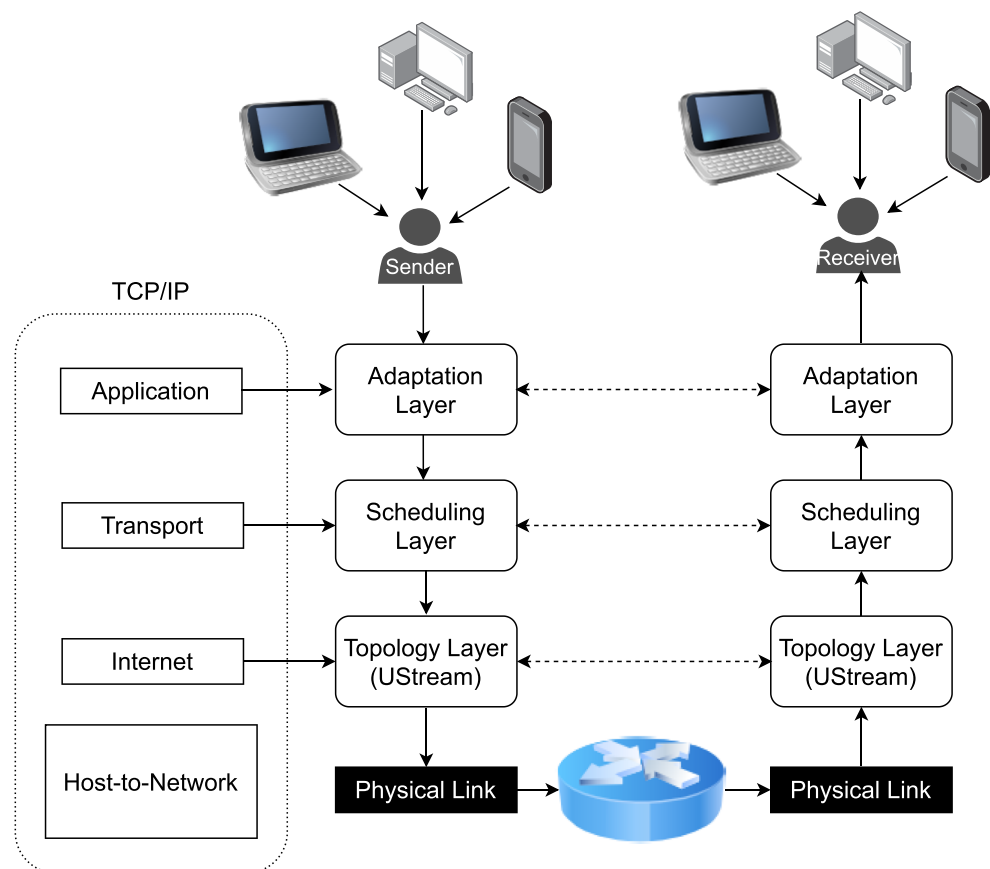 Sender
Receiver
TCP/IP
Application
Adaptation
Layer
Adaptation
Layer
Transport
Scheduling
Layer
Scheduling
Layer
Internet
Topology Layer
(UStream)
Topology Layer
(UStream)
Host-to-Network
Physical Link
Physical Link